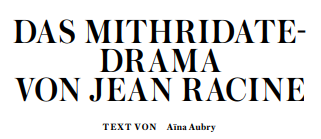 DAS MITHRIDATE-
DRAMA
VON JEAN RACINE
TEXT VON Aïna Aubry